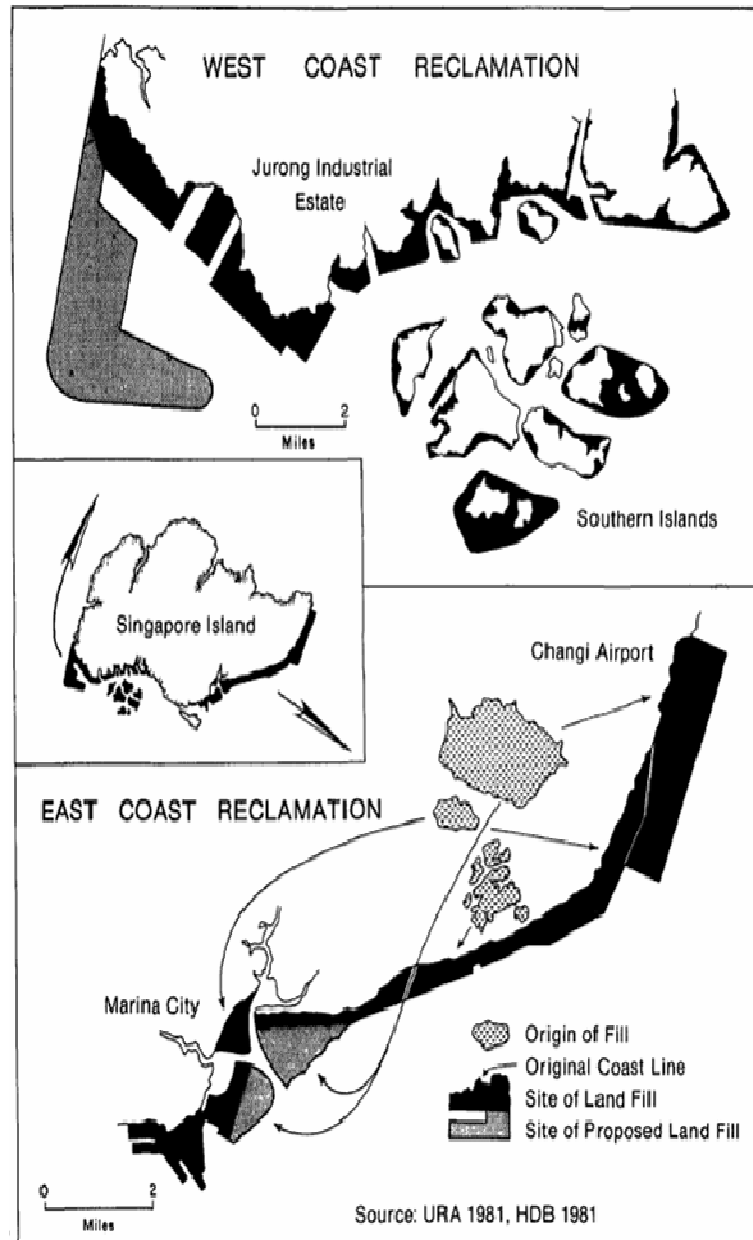 WEST COAST RECLAMATION
Jurong Industrial
Estate
0 2
Miles
Southern Islands
Singapore Island
Changi Airport
EAST COAST RECLAMATION
Marina City
Origin of Fill
Original Coast Line
Site of Land Fill
Site of Proposed Land Fill
0 2
Miles
Source: URA 1981, HDB 1981